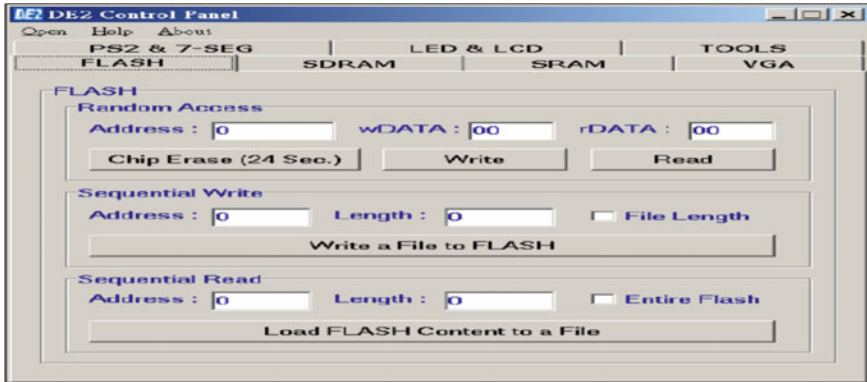 DE2 DE2 Control Panel
Open Help About
PS2 & 7-SEG LED & LCD TOOLS
FLASH SDRAM SRAM VGA
FLASH
Random Access
Address : 0 wDATA : 00 rDATA : 00
Chip Erase (24 Sec.) Write Read
Sequential Write
Address : 0 Length : 0 File Length
Write a File to FLASH
Sequential Read
Address : 0 Length : 0 Entire Flash
Load FLASH Content to a File